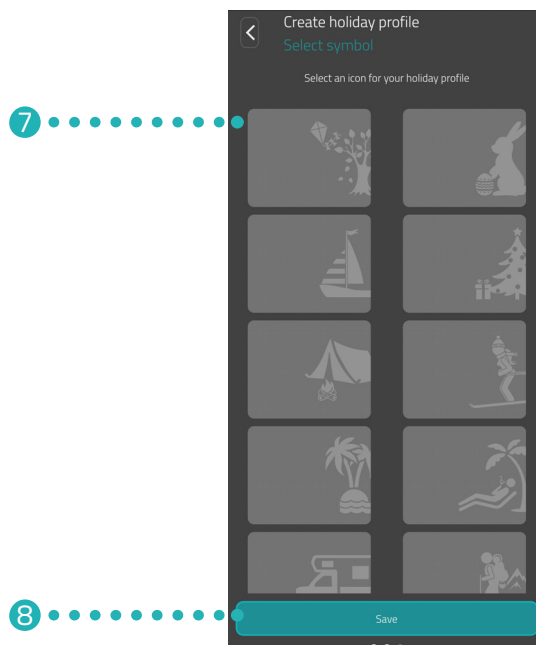 Create holiday profile
Select symbol
Select an icon for your holiday profile
7
8
Save